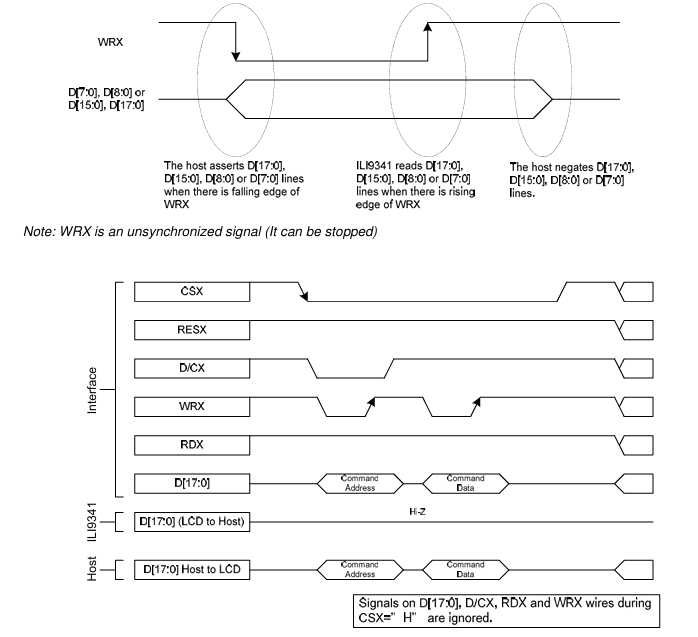 WRX
D[7:0], D[8:0] or
D[15:0], D[17:0]
The host asserts D[17:0],
D[15:0], D[8:0] or D[7:0] lines
when there is falling edge of
WRX
ILI9341 reads D[17:0],
D[15:0], D[8:0] or D[7:0]
lines when there is rising
edge of WRX
The host negates D[17:0],
D[15:0], D[8:0] or D[7:0]
lines.
Note: WRX is an unsynchronized signal (It can be stopped)
Interface
CSX
RESX
D/CX
WRX
RDX
D[17:0]
Command
Address
Command
Data
ILI9341
D[17:0] (LCD to Host)
Hi-Z
Host
D[17:0] Host to LCD
Command
Address
Command
Data
Signals on D[17:0], D/CX, RDX and WRX wires during
CSX=" H" are ignored.